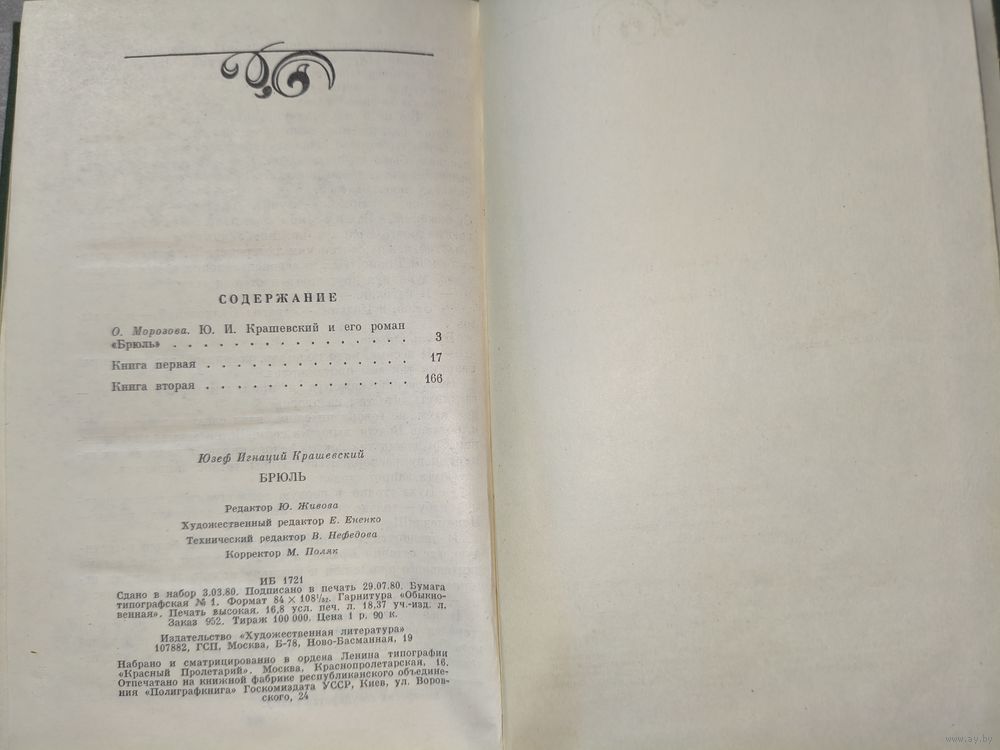 СОДЕРЖАНИЕ
О. Морозова. Ю. И. Крашевский и его роман
«Брюль» . . . . . . . . . . . . . . . . 3
Книга первая . . . . . . . . . . . . . . 17
Книга вторая . . . . . . . . . . . . . . 166
Юзеф Игнаций Крашевский
БРЮЛЬ
Редактор Ю. Живова
Художественный редактор Е. Ененко
Технический редактор В. Нефедова
Корректор М. Поляк
ИБ 1721
Сдано в набор 3.03.80. Подписано в печать 29.07.80. Бумага
типографская № 1. Формат 84 × 108 1/32. Гарнитура «Обыкно-
венная». Печать высокая. 16,8 усл. печ. л. 18,37 уч.-изд. л.
Заказ 952. Тираж 100 000. Цена 1 р. 90 к.
Издательство «Художественная литература»
107882, ГСП, Москва, Б-78, Ново-Басманная, 19
Набрано и сматрицировано в ордена Ленина типографии
«Красный Пролетарий». Москва, Краснопролетарская, 16.
Отпечатано на книжной фабрике республиканского объедине-
ния «Полиграфкнига» Госкомиздата УССР, Киев, ул. Воров-
ского, 24
www.ay.by